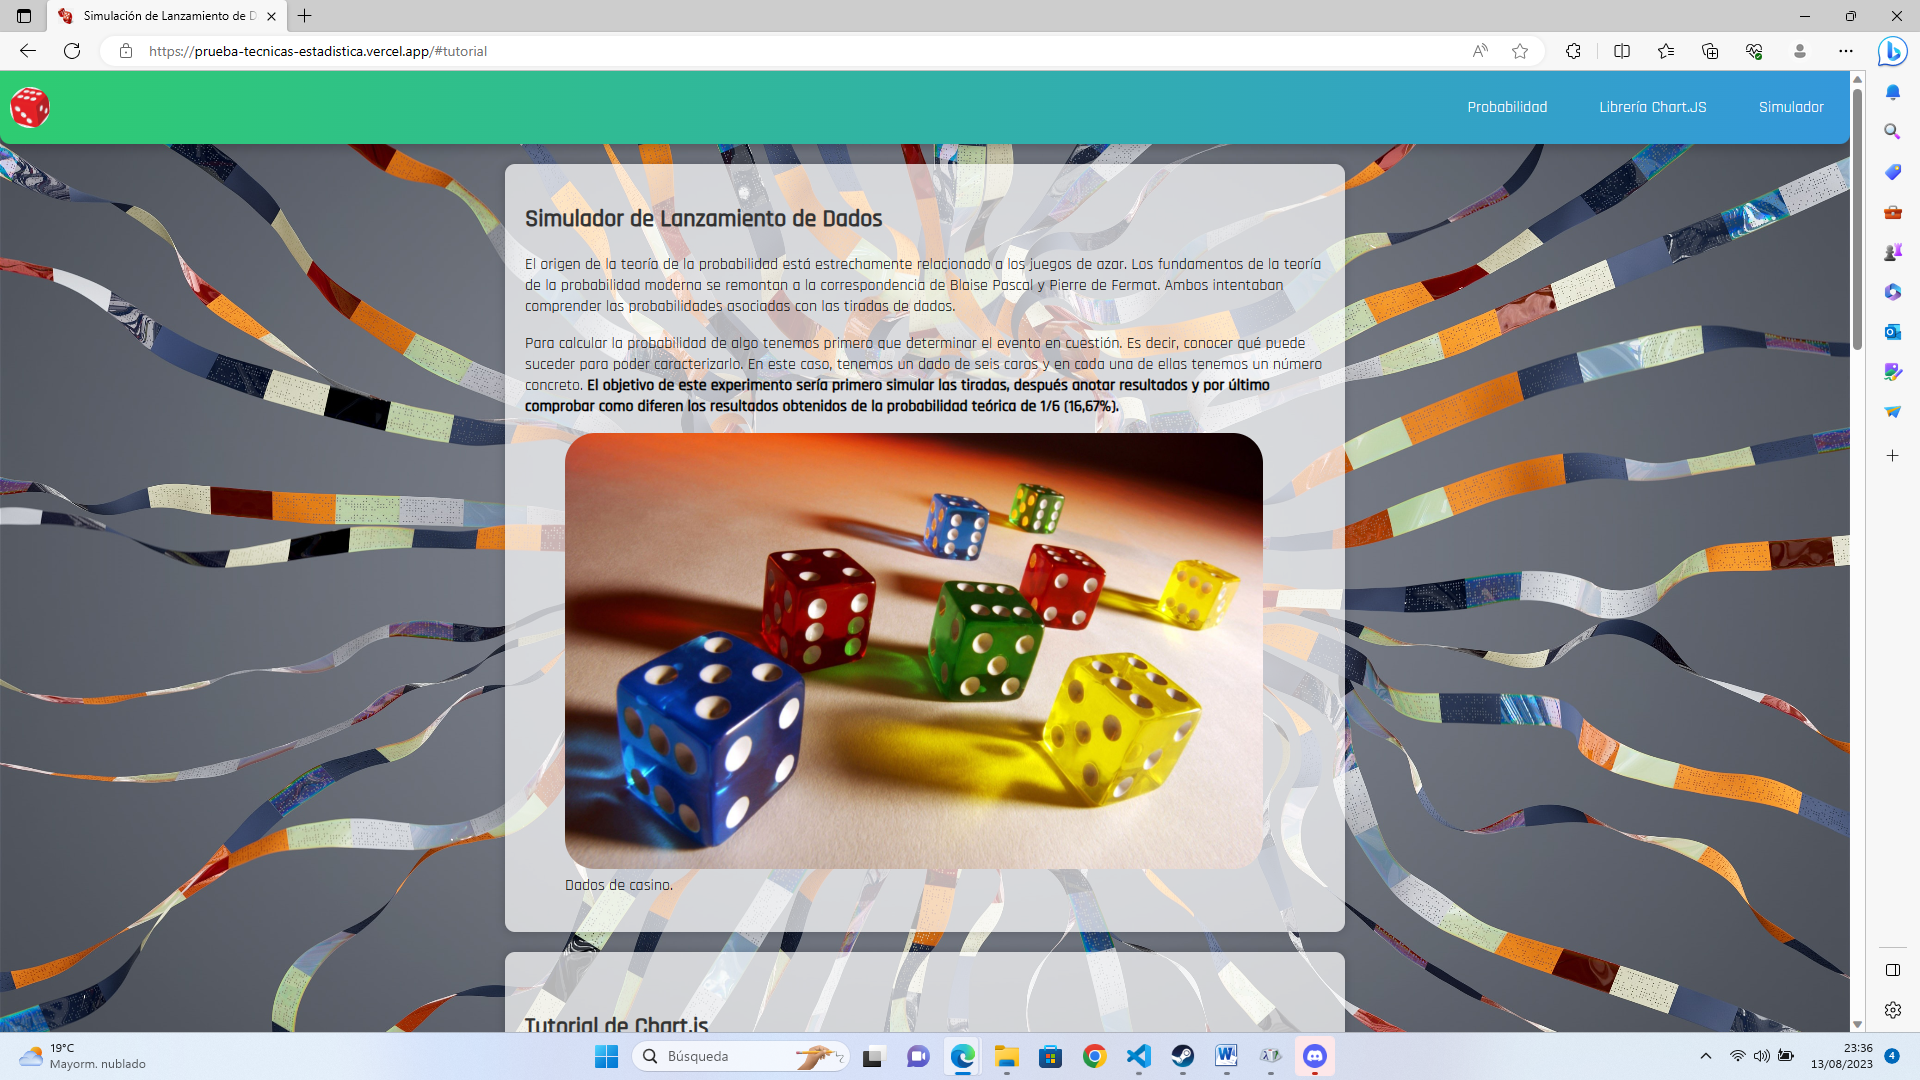 Simulación de Lanzamiento de D
https://prueba-tecnicas-estadistica.vercel.app/#tutorial
Probabilidad
Librería Chart.JS
Simulador
Simulador de Lanzamiento de Dados
El origen de la teoría de la probabilidad está estrechamente relacionado a los juegos de azar. Los fundamentos de la teoría
de la probabilidad moderna se remontan a la correspondencia de Blaise Pascal y Pierre de Fermat. Ambos intentaban
comprender las probabilidades asociadas con las tiradas de dados.
Para calcular la probabilidad de algo tenemos primero que determinar el evento en cuestión. Es decir, conocer qué puede
suceder para poder caracterizarlo. En este caso, tenemos un dado de seis caras y en cada una de ellas tenemos un número
concreto. El objetivo de este experimento sería primero simular las tiradas, después anotar resultados y por último
comprobar como diferen los resultados obtenidos de la probabilidad teórica de 1/6 (16,67%).
Dados de casino.
Tutorial de Chart.js
19°C
Mayorm. nublado
Búsqueda
23:36
13/08/2023
4